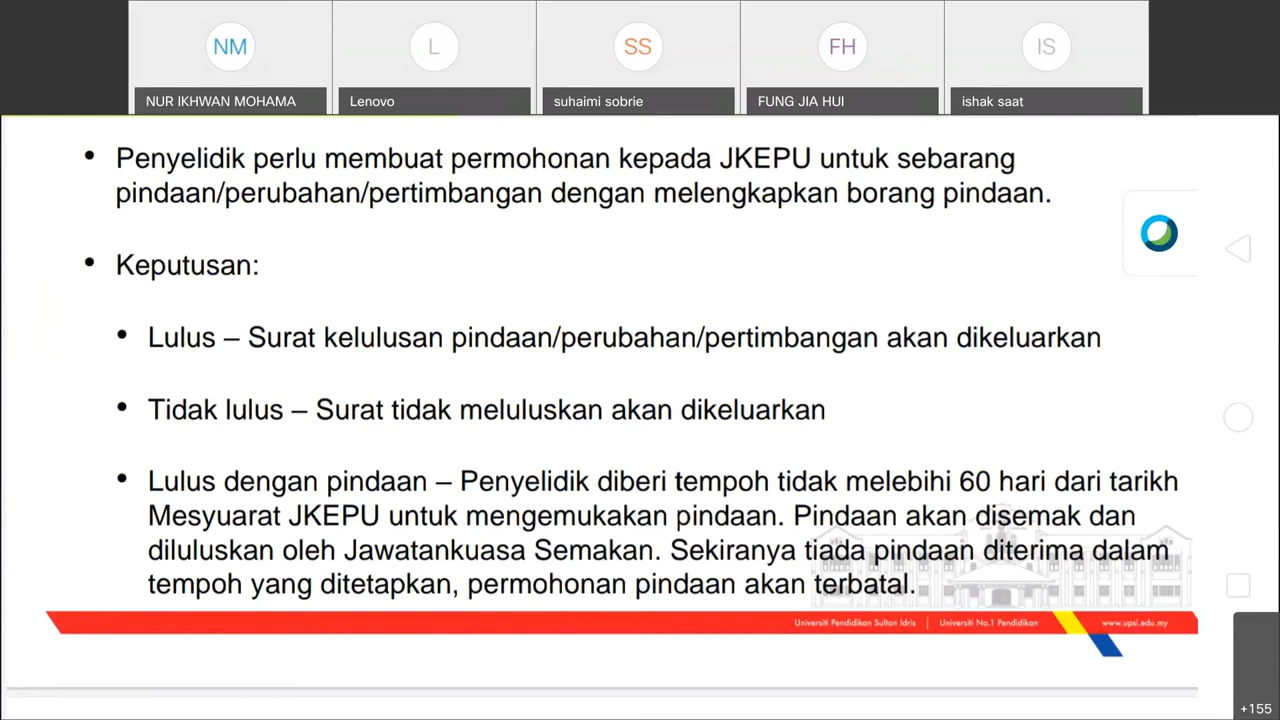 NM
L
SS
FH
IS
NUR IKHWAN MOHAMA
Lenovo
suhaimi sobrie
FUNG JIA HUI
ishak saat
• Penyelidik perlu membuat permohonan kepada JKEPU untuk sebarang
pindaan/perubahan/pertimbangan dengan melengkapkan borang pindaan.
• Keputusan:
• Lulus – Surat kelulusan pindaan/perubahan/pertimbangan akan dikeluarkan
• Tidak lulus – Surat tidak meluluskan akan dikeluarkan
• Lulus dengan pindaan – Penyelidik diberi tempoh tidak melebihi 60 hari dari tarikh
Mesyuarat JKEPU untuk mengemukakan pindaan. Pindaan akan disemak dan
diluluskan oleh Jawatankuasa Semakan. Sekiranya tiada pindaan diterima dalam
tempoh yang ditetapkan, permohonan pindaan akan terbatal.
Universiti Pendidikan Sultan Idris | Universiti No.1 Pendidikan www.upsi.edu.my
+155